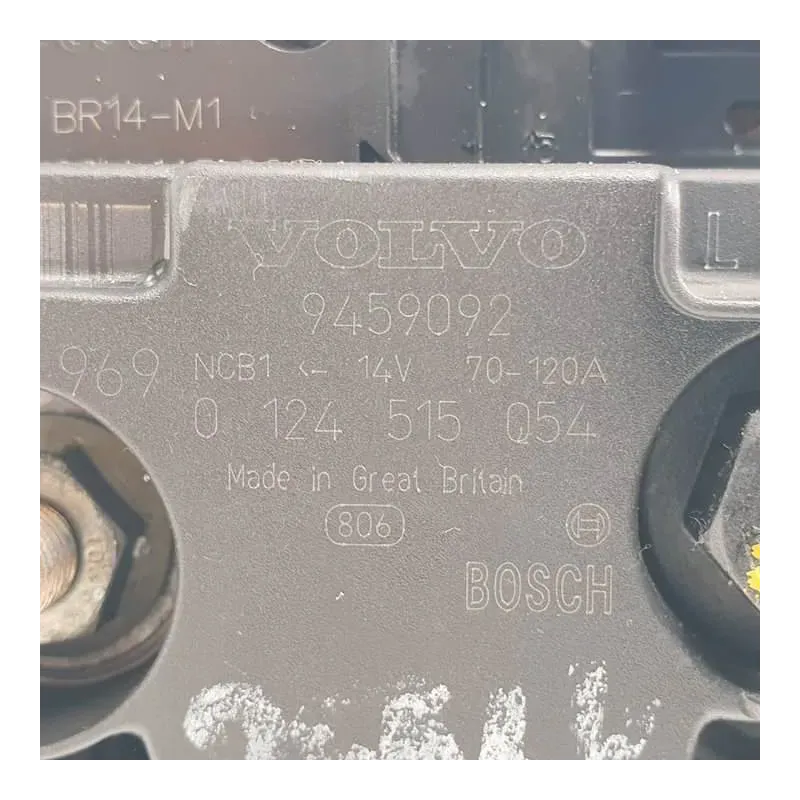 BR14-M1
15
VOLVO
L
9459092
969
NCB1 <- 14V 70-120A
0 124 515 054
Made in Great Britain
806
BOSCH